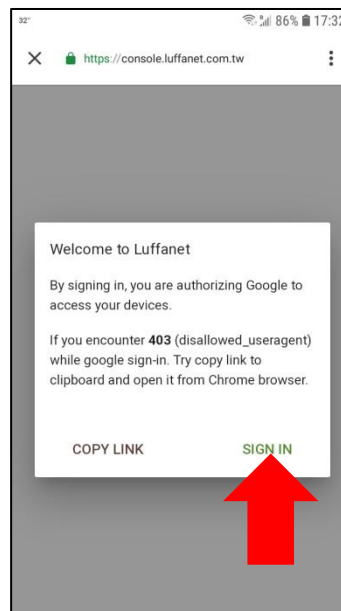 32° 86% 17:32
https://console.luffanet.com.tw
Welcome to Luffanet
By signing in, you are authorizing Google to
access your devices.
If you encounter 403 (disallowed_useragent)
while google sign-in. Try copy link to
clipboard and open it from Chrome browser.
COPY LINK SIGN IN